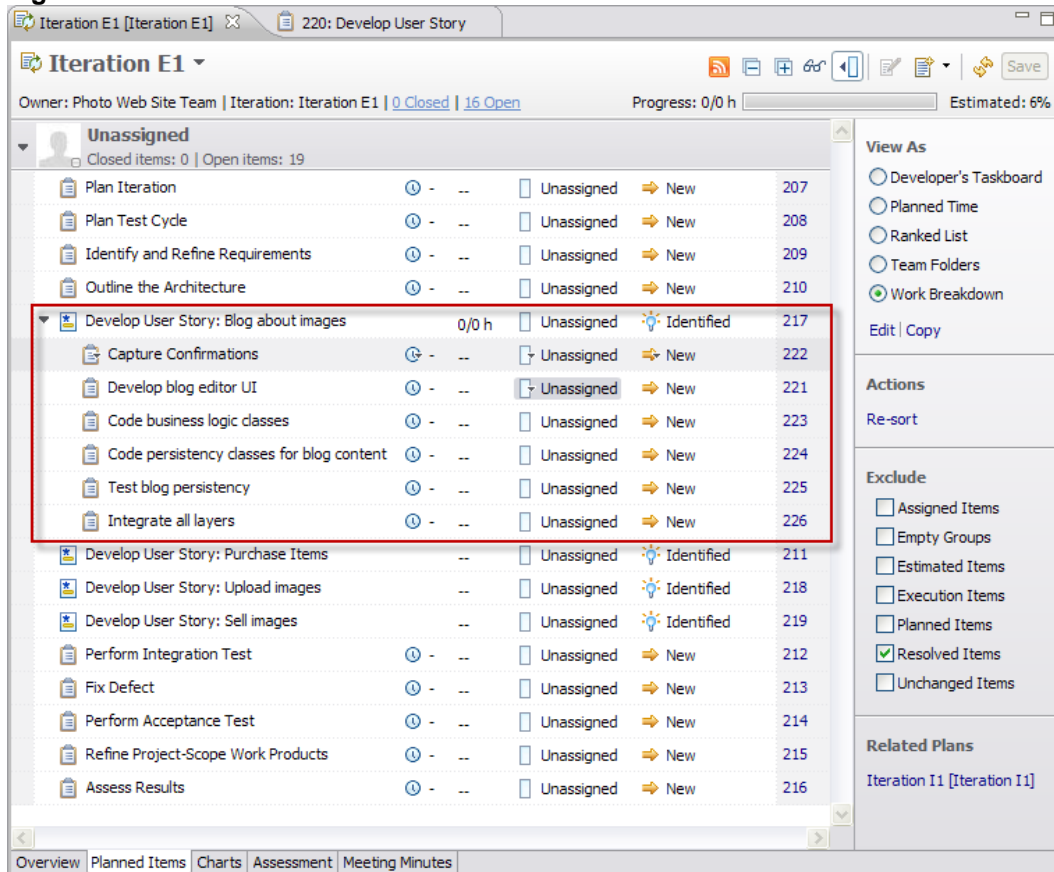 Iteration E1 [Iteration E1] 220: Develop User Story
Iteration E1
Save
Owner: Photo Web Site Team | Iteration: Iteration E1 | 0 Closed | 16 Open Progress: 0/0 h Estimated: 6%
Unassigned
Closed items: 0 | Open items: 19
Plan Iteration - -- Unassigned New 207
Plan Test Cycle - -- Unassigned New 208
Identify and Refine Requirements - -- Unassigned New 209
Outline the Architecture - -- Unassigned New 210
Develop User Story: Blog about images 0/0 h Unassigned Identified 217
Capture Confirmations - -- Unassigned New 222
Develop blog editor UI - -- Unassigned New 221
Code business logic classes - -- Unassigned New 223
Code persistency classes for blog content - -- Unassigned New 224
Test blog persistency - -- Unassigned New 225
Integrate all layers - -- Unassigned New 226
Develop User Story: Purchase Items -- Unassigned Identified 211
Develop User Story: Upload images -- Unassigned Identified 218
Develop User Story: Sell images -- Unassigned Identified 219
Perform Integration Test - -- Unassigned New 212
Fix Defect - -- Unassigned New 213
Perform Acceptance Test - -- Unassigned New 214
Refine Project-Scope Work Products - -- Unassigned New 215
Assess Results - -- Unassigned New 216
View As
Developer's Taskboard
Planned Time
Ranked List
Team Folders
Work Breakdown
Edit | Copy
Actions
Re-sort
Exclude
Assigned Items
Empty Groups
Estimated Items
Execution Items
Planned Items
Resolved Items
Unchanged Items
Related Plans
Iteration I1 [Iteration I1]
Overview Planned Items Charts Assessment Meeting Minutes